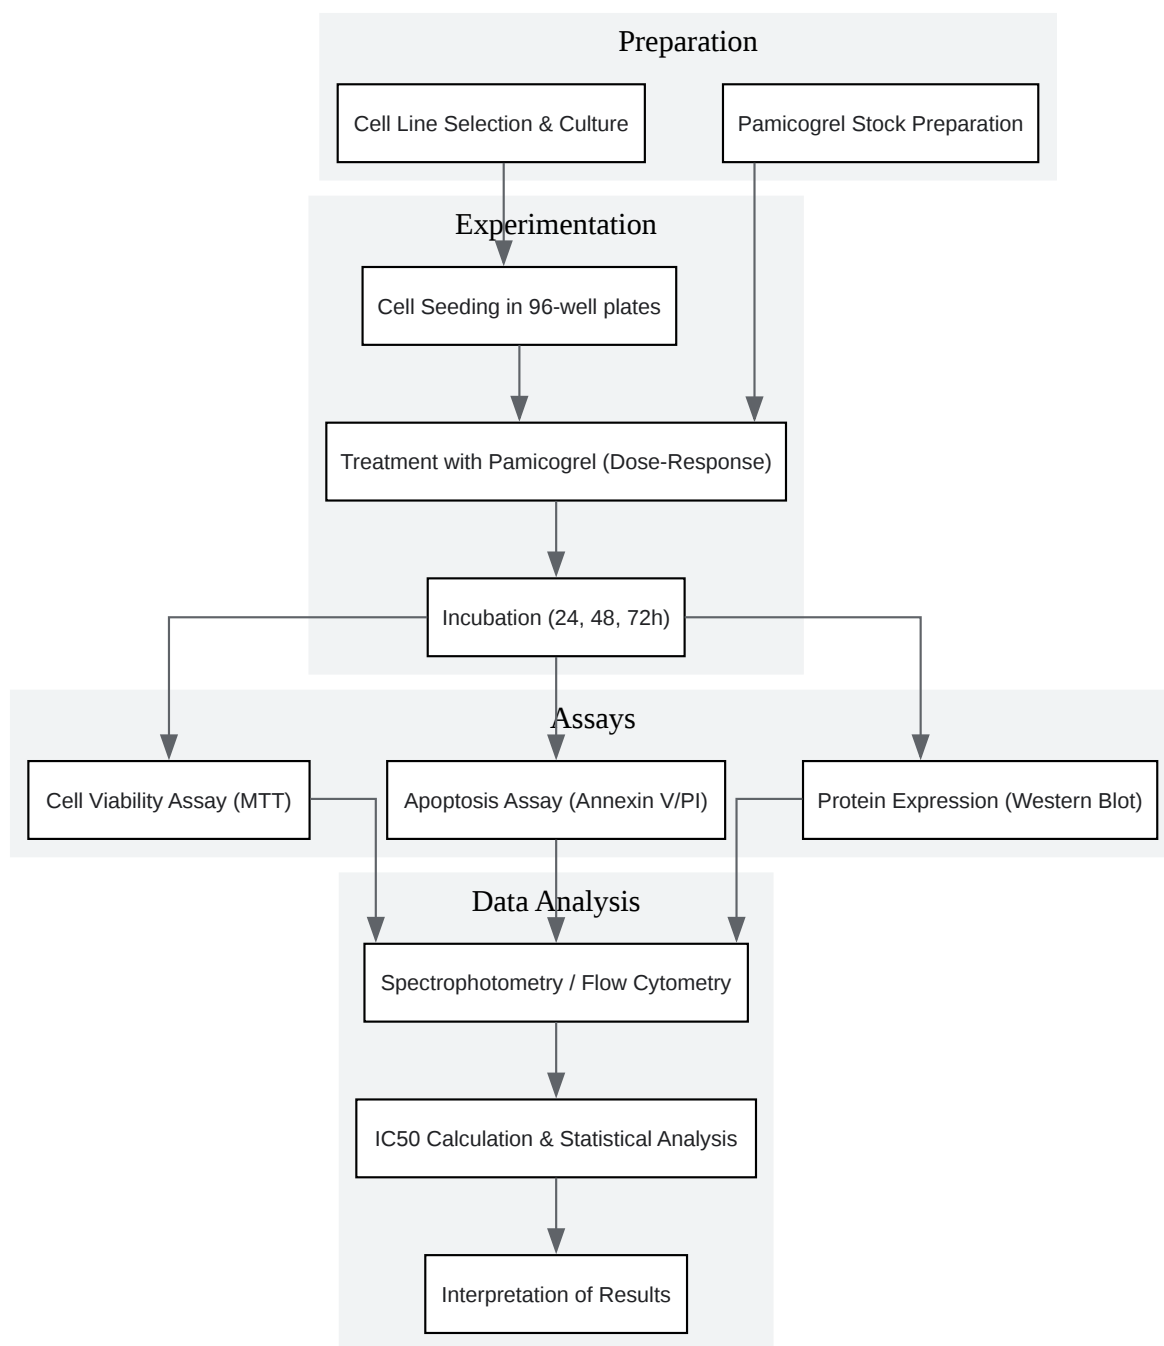 Preparation
Cell Line Selection & Culture
Pamicogrel Stock Preparation
Experimentation
Cell Seeding in 96-well plates
Treatment with Pamicogrel (Dose-Response)
Incubation (24, 48, 72h)
Assays
Cell Viability Assay (MTT)
Apoptosis Assay (Annexin V/PI)
Protein Expression (Western Blot)
Data Analysis
Spectrophotometry / Flow Cytometry
IC50 Calculation & Statistical Analysis
Interpretation of Results